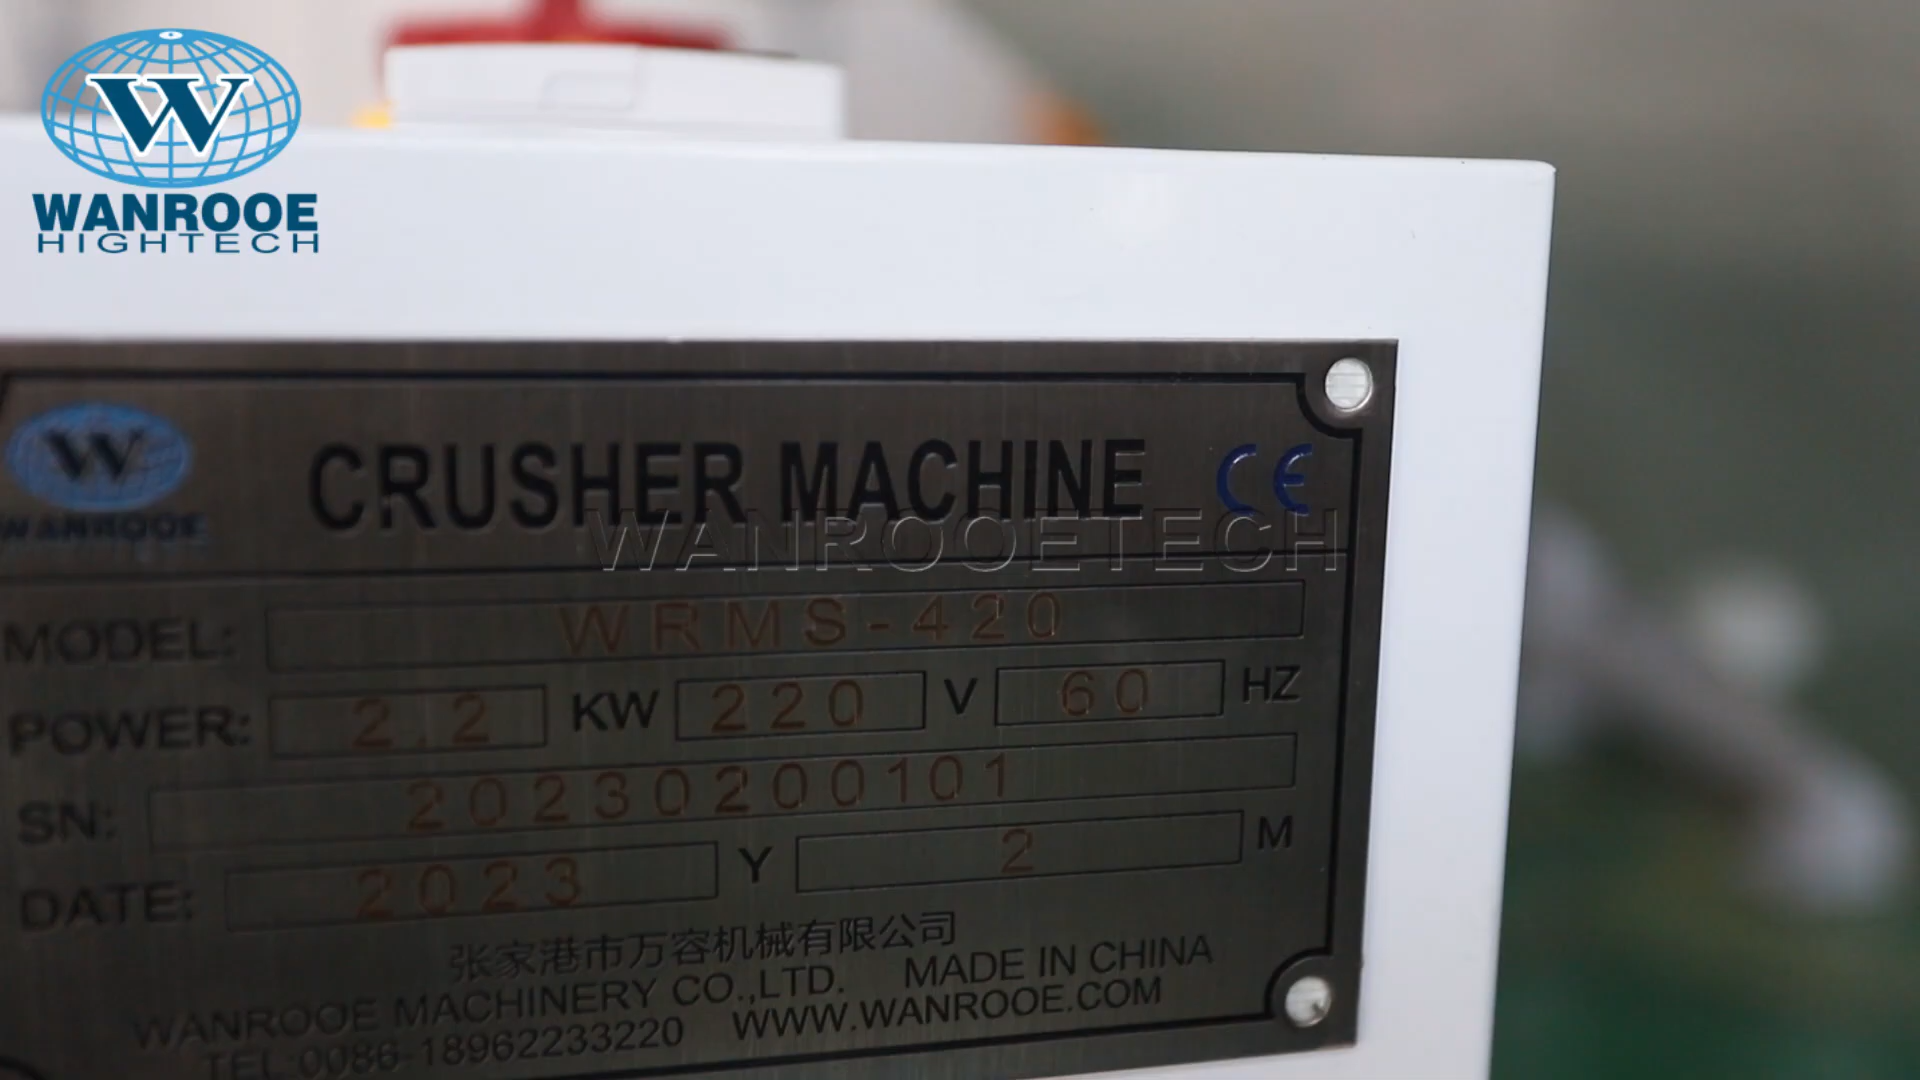 W
WANROOE
HIGHTECH
W
WANROOE
CRUSHER MACHINE CE
WANROOETECH
MODEL: WRMS-420
POWER: 2.2 KW 220 V 60 HZ
SN: 20230200101
DATE: 2023 Y 2 M
张家港市万容机械有限公司
WANROOE MACHINERY CO.,LTD. MADE IN CHINA
TEL:0086-18962233220 WWW.WANROOE.COM